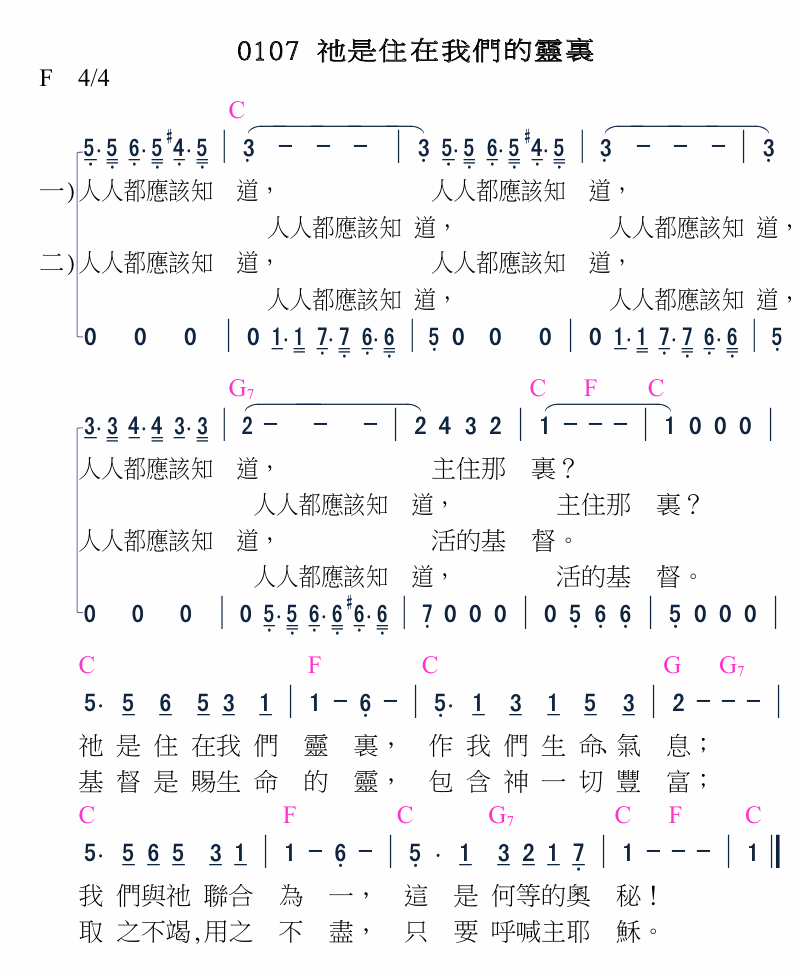 0107 祂是住在我們的靈裏
F 4/4
C
5· 5 6· 5 #4· 5 | 3 – – – | 3 5· 5 6· 5 #4· 5 | 3 – – – | 3
一)人人都應該知 道， 人人都應該知 道，
人人都應該知 道， 人人都應該知 道，
二)人人都應該知 道， 人人都應該知 道，
人人都應該知 道， 人人都應該知 道，
0 0 0 | 0 1· 1 7· 7 6· 6 | 5 0 0 0 | 0 1· 1 7· 7 6· 6 | 5
G7 C F C
3· 3 4· 4 3· 3 | 2 – – – | 2 4 3 2 | 1 – – – | 1 0 0 0 |
人人都應該知 道， 主住那 裏？
人人都應該知 道， 主住那 裏？
人人都應該知 道， 活的基 督。
人人都應該知 道， 活的基 督。
0 0 0 | 0 5· 5 6· 6 #6· 6 | 7 0 0 0 | 0 5 6 6 | 5 0 0 0 |
C F C G G7
5· 5 6 5 3 1 | 1 – 6 – | 5· 1 3 1 5 3 | 2 – – – |
祂 是 住 在我 們 靈 裏， 作 我 們 生 命、氣 息；
基 督 是 賜生 命 的 靈， 包 含 神 一 切 豐 富；
C F C G7 C F C
5· 5 6 5 3 1 | 1 – 6 – | 5· 1 3 2 1 7 | 1 – – – | 1 ‖
我 們與祂 聯合 為 一， 這 是 何等的奧 秘！
取 之不竭,用之 不 盡， 只 要 呼喊主耶 穌。